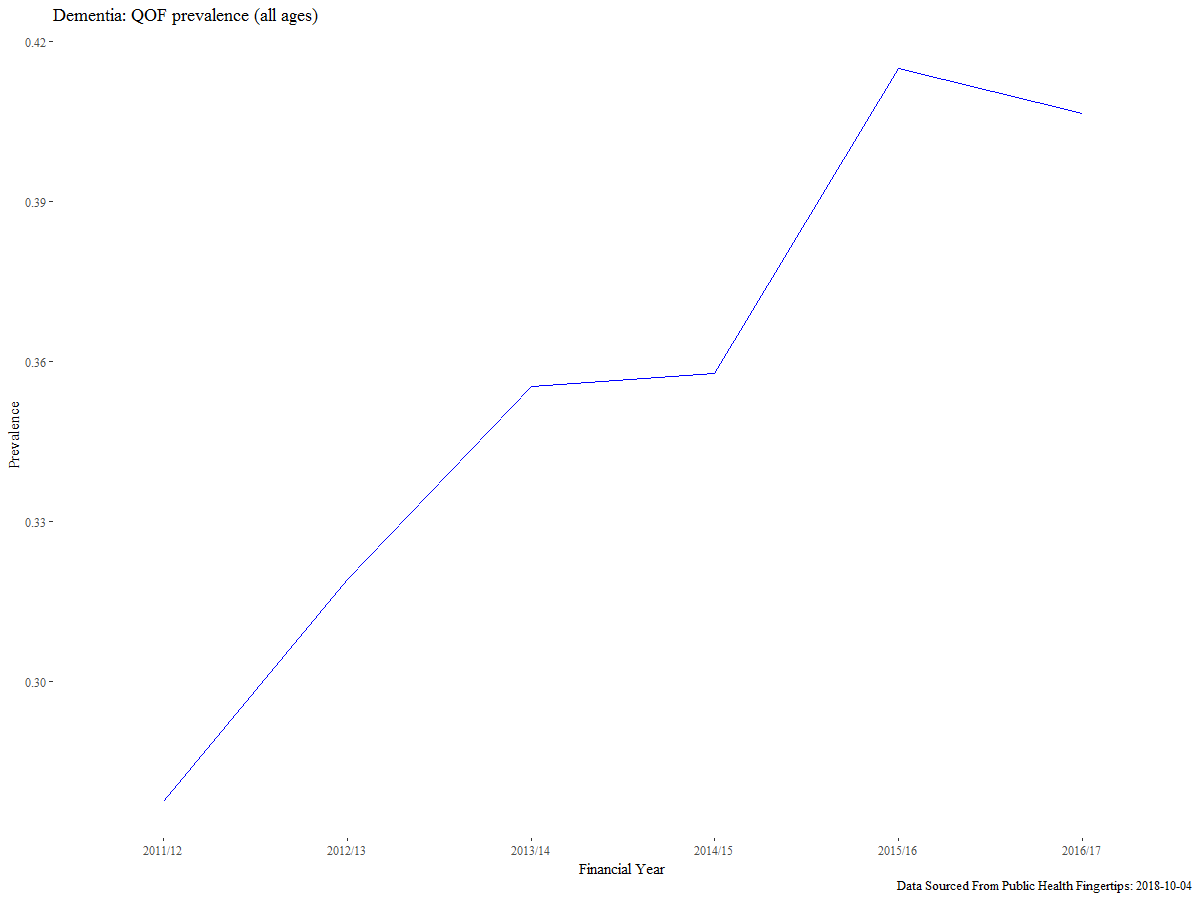 Dementia: QOF prevalence (all ages)
0.42
0.39
0.36
0.33
0.30
Prevalence
2011/12
2012/13
2013/14
2014/15
2015/16
2016/17
Financial Year
Data Sourced From Public Health Fingertips: 2018-10-04